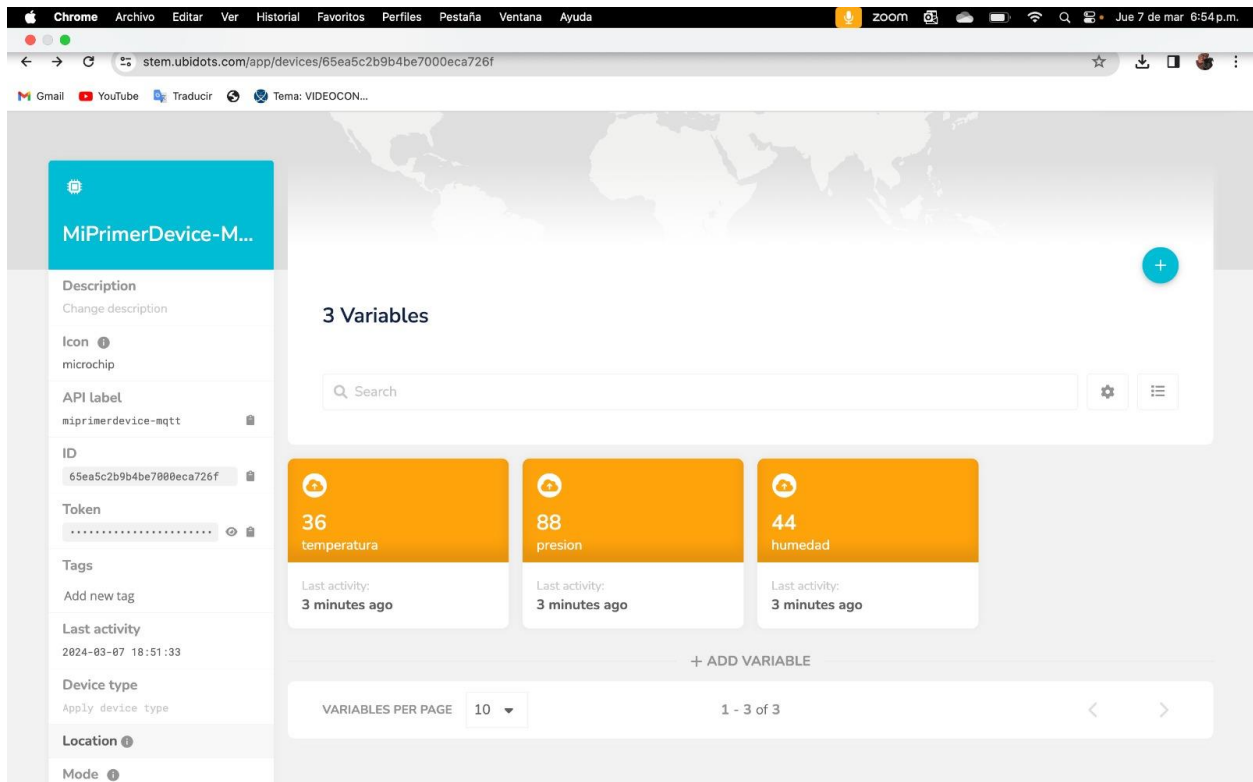 Chrome Archivo Editar Ver Historial Favoritos Perfiles Pestaña Ventana Ayuda zoom Jue 7 de mar 6:54 p.m.
stem.ubidots.com/app/devices/65ea5c2b9b4be7000eca726f
Gmail YouTube Traducir Tema: VIDEOCON...
MiPrimerDevice-M...
Description
Change description
Icon
microchip
API label
miprimerdevice-mqtt
ID
65ea5c2b9b4be7000eca726f
Token
Tags
Add new tag
Last activity
2024-03-07 18:51:33
Device type
Apply device type
Location
Mode
3 Variables
Search
36
temperatura
Last activity:
3 minutes ago
88
presion
Last activity:
3 minutes ago
44
humedad
Last activity:
3 minutes ago
+ ADD VARIABLE
VARIABLES PER PAGE 10 1 - 3 of 3